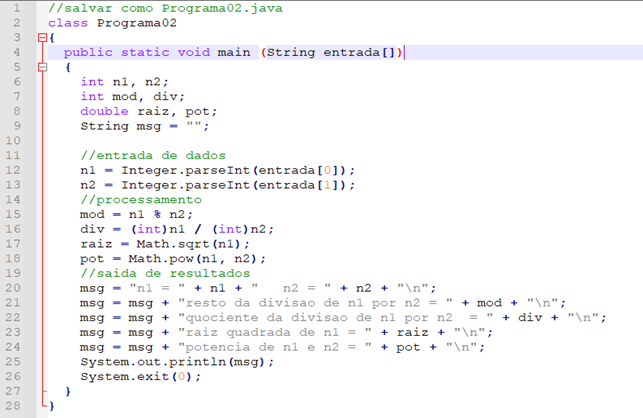 1 //salvar como Programa02.java
2 class Programa02
3 {
4 public static void main (String entrada[])
5 {
6 int n1, n2;
7 int mod, div;
8 double raiz, pot;
9 String msg = "";
10
11 //entrada de dados
12 n1 = Integer.parseInt(entrada[0]);
13 n2 = Integer.parseInt(entrada[1]);
14 //processamento
15 mod = n1 % n2;
16 div = (int)n1 / (int)n2;
17 raiz = Math.sqrt(n1);
18 pot = Math.pow(n1, n2);
19 //saida de resultados
20 msg = "n1 = " + n1 + "   n2 = " + n2 + "\n";
21 msg = msg + "resto da divisao de n1 por n2 = " + mod + "\n";
22 msg = msg + "quociente da divisao de n1 por n2  = " + div + "\n";
23 msg = msg + "raiz quadrada de n1 = " + raiz + "\n";
24 msg = msg + "potencia de n1 e n2 = " + pot + "\n";
25 System.out.println(msg);
26 System.exit(0);
27 }
28 }